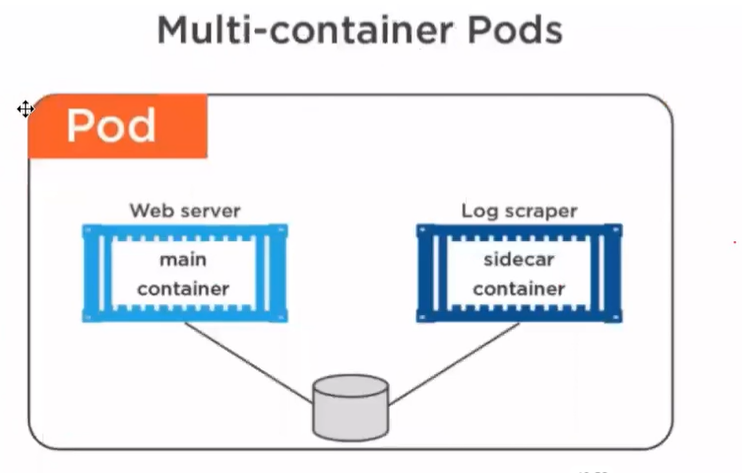 Multi-container Pods
Pod
Web server
Log scraper
main
container
sidecar
container